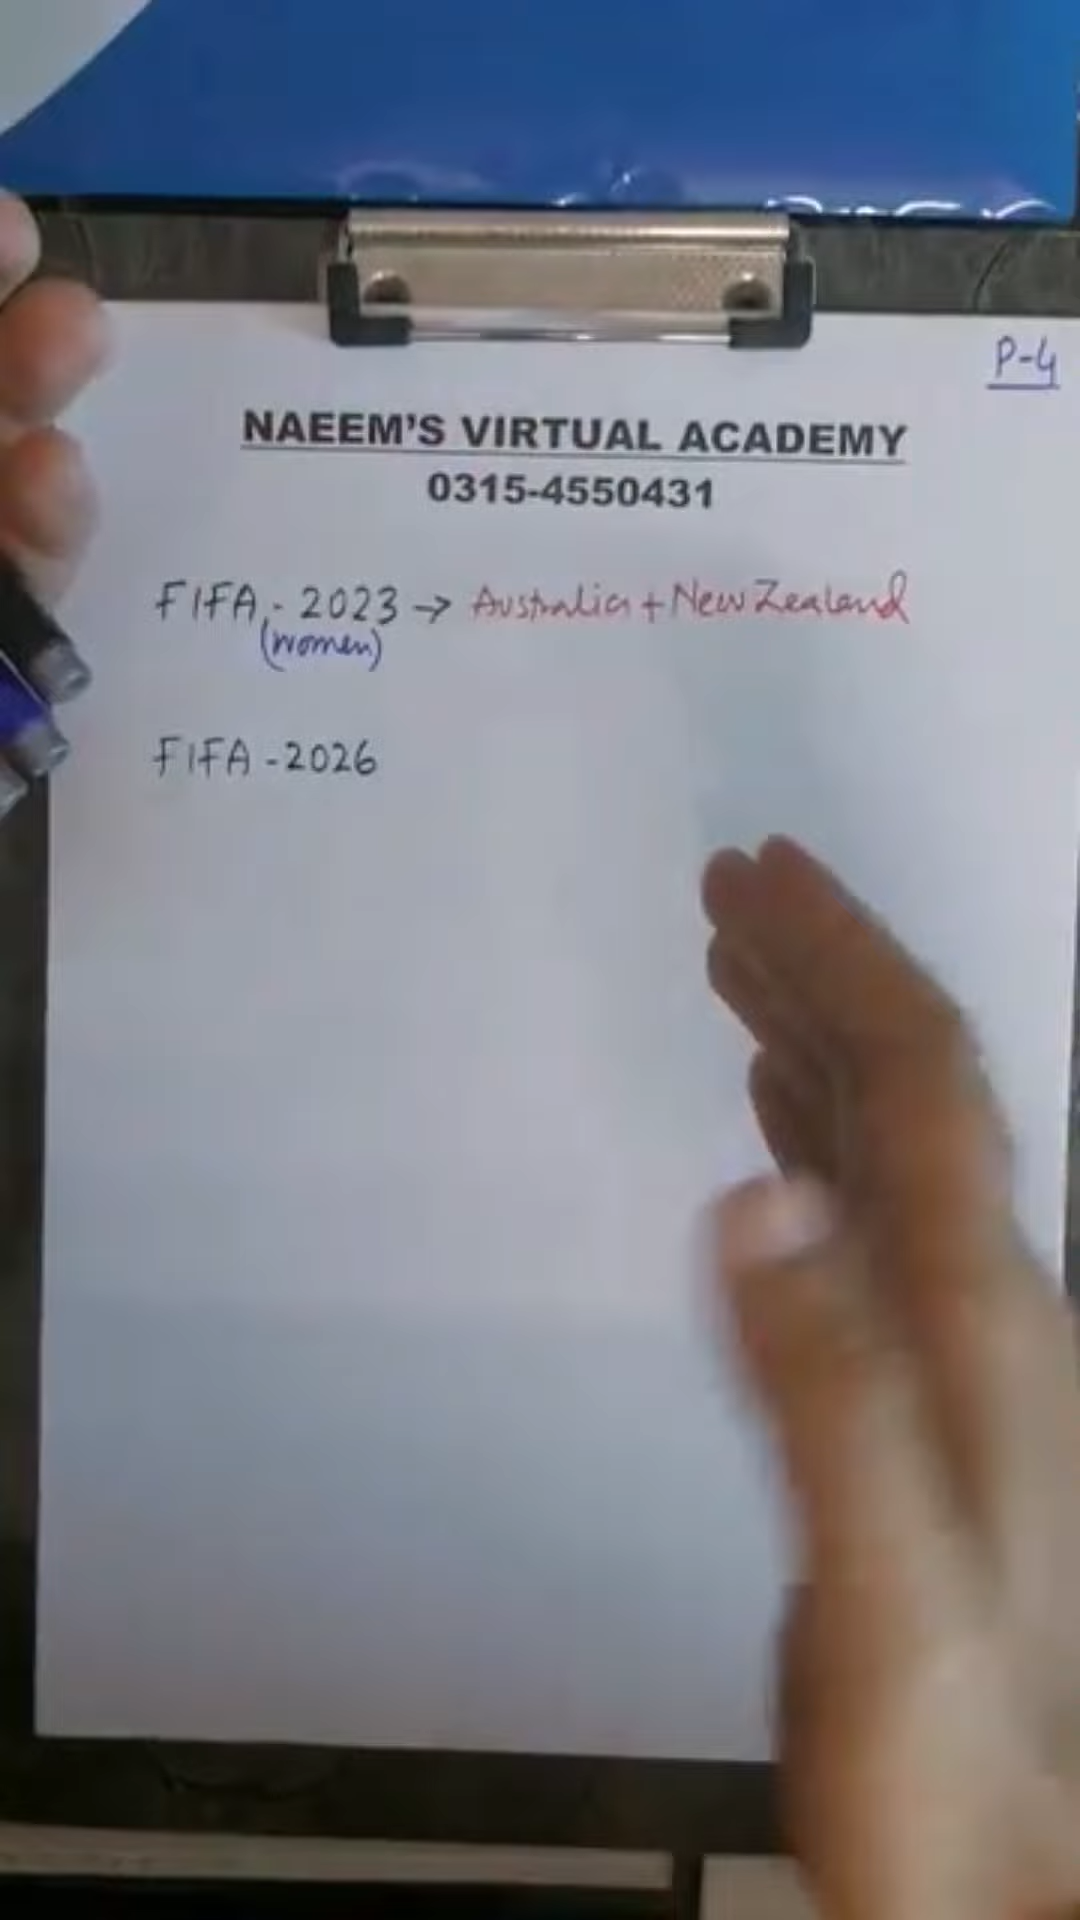 P-4
NAEEM'S VIRTUAL ACADEMY
0315-4550431
FIFA - 2023 → Australia + New Zealand
(women)
FIFA - 2026